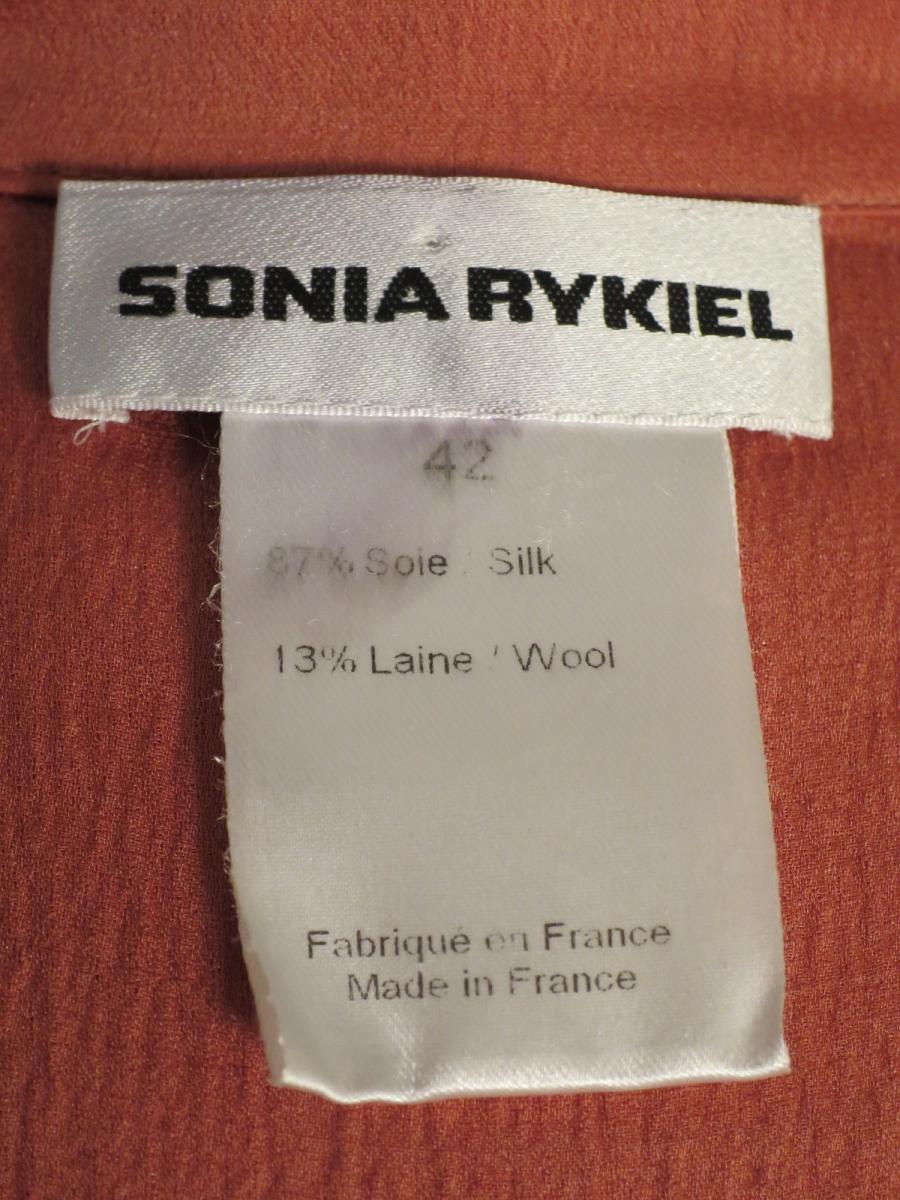 SONIA RYKIEL
42
87% Soie / Silk
13% Laine / Wool
Fabriqué en France
Made in France